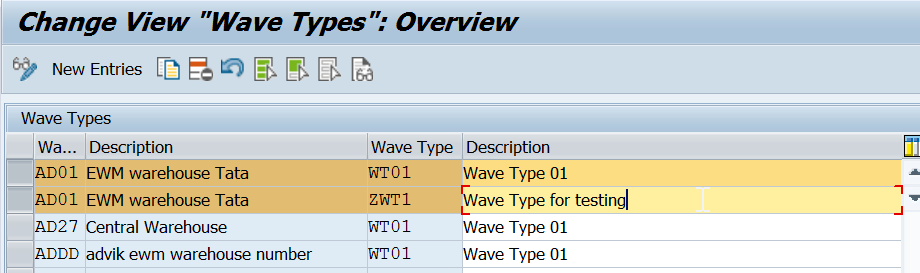 Change View "Wave Types": Overview
New Entries
Wave Types
Wa... Description Wave Type Description
AD01 EWM warehouse Tata WT01 Wave Type 01
AD01 EWM warehouse Tata ZWT1 Wave Type for testing
AD27 Central Warehouse WT01 Wave Type 01
ADDD advik ewm warehouse number WT01 Wave Type 01